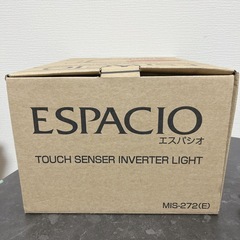 ESPACIO
エスパシオ
TOUCH SENSER INVERTER LIGHT
MIS-272(E)